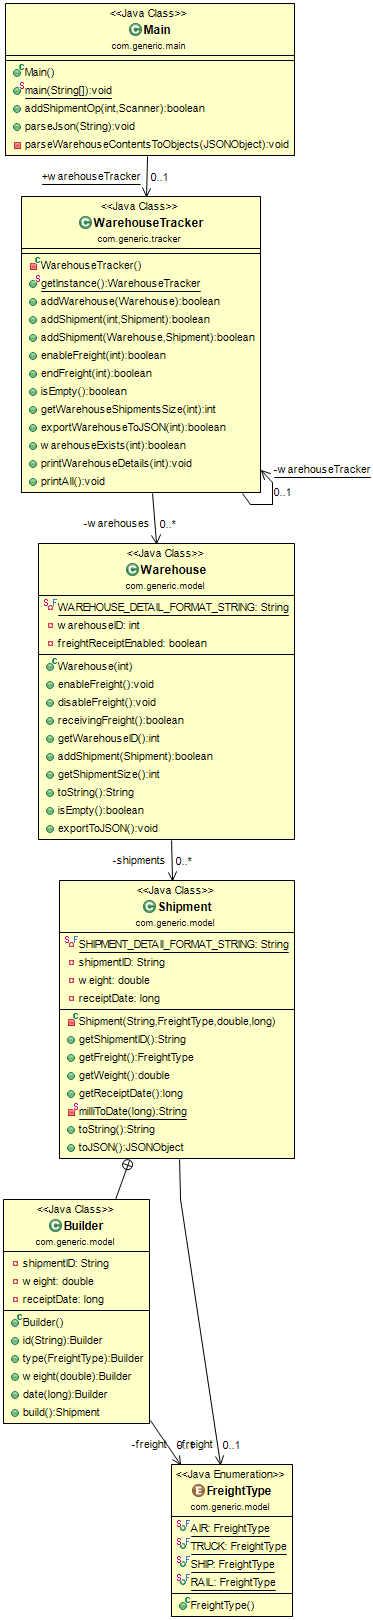 <<Java Class>>
Main
com.generic.main
Main()
main(String[]):void
addShipmentOp(int,Scanner):boolean
parseJson(String):void
parseWarehouseContentsToObjects(JSONObject):void
+warehouseTracker 0..1
<<Java Class>>
WarehouseTracker
com.generic.tracker
WarehouseTracker()
getInstance():WarehouseTracker
addWarehouse(Warehouse):boolean
addShipment(int,Shipment):boolean
addShipment(Warehouse,Shipment):boolean
enableFreight(int):boolean
endFreight(int):boolean
isEmpty():boolean
getWarehouseShipmentsSize(int):int
exportWarehouseToJSON(int):boolean
warehouseExists(int):boolean
printWarehouseDetails(int):void
printAll():void
-warehouseTracker
0..1
-warehouses 0..*
<<Java Class>>
Warehouse
com.generic.model
WAREHOUSE_DETAIL_FORMAT_STRING: String
warehouseID: int
freightReceiptEnabled: boolean
Warehouse(int)
enableFreight():void
disableFreight():void
receivingFreight():boolean
getWarehouseID():int
addShipment(Shipment):boolean
getShipmentSize():int
toString():String
isEmpty():boolean
exportToJSON():void
-shipments 0..*
<<Java Class>>
Shipment
com.generic.model
SHIPMENT_DETAIl_FORMAT_STRING: String
shipmentID: String
weight: double
receiptDate: long
Shipment(String,FreightType,double,long)
getShipmentID():String
getFreight():FreightType
getWeight():double
getReceiptDate():long
milliToDate(long):String
toString():String
toJSON():JSONObject
<<Java Class>>
Builder
com.generic.model
shipmentID: String
weight: double
receiptDate: long
Builder()
id(String):Builder
type(FreightType):Builder
weight(double):Builder
date(long):Builder
build():Shipment
-freight 0..1 -freight 0..1
<<Java Enumeration>>
FreightType
com.generic.model
AIR: FreightType
TRUCK: FreightType
SHIP: FreightType
RAIL: FreightType
FreightType()